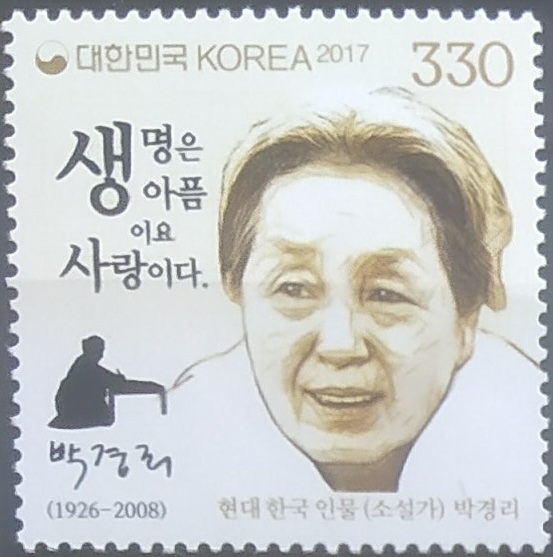 대한민국 KOREA 2017 330
생명은
아픔
이요
사랑이다.
박경리
(1926-2008)
현대 한국 인물 (소설가) 박경리